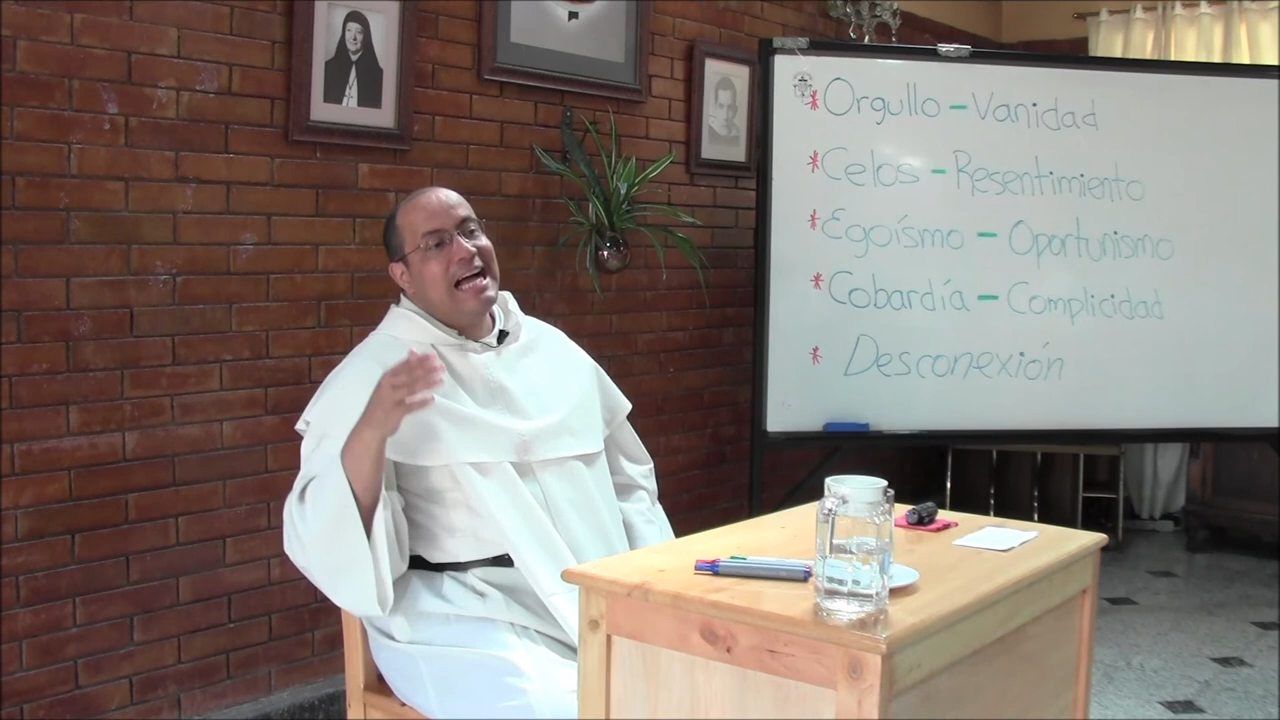 * Orgullo - Vanidad
* Celos - Resentimiento
* Egoísmo - Oportunismo
* Cobardía - Complicidad
* Desconexión